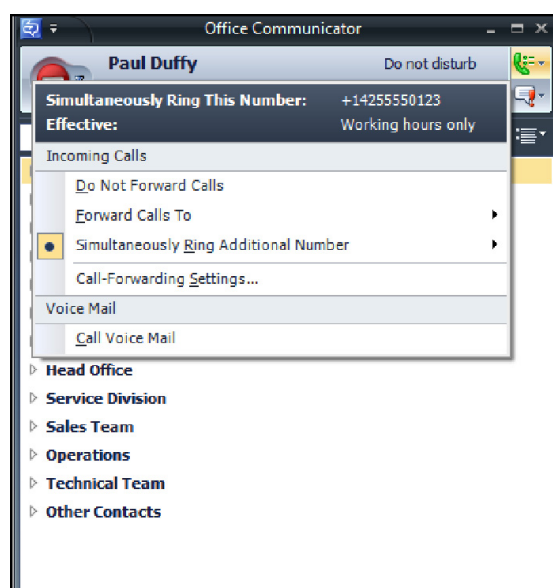 Office Communicator
Paul Duffy Do not disturb
Simultaneously Ring This Number: +14255550123
Effective: Working hours only
Incoming Calls
Do Not Forward Calls
Forward Calls To
Simultaneously Ring Additional Number
Call-Forwarding Settings...
Voice Mail
Call Voice Mail
Head Office
Service Division
Sales Team
Operations
Technical Team
Other Contacts